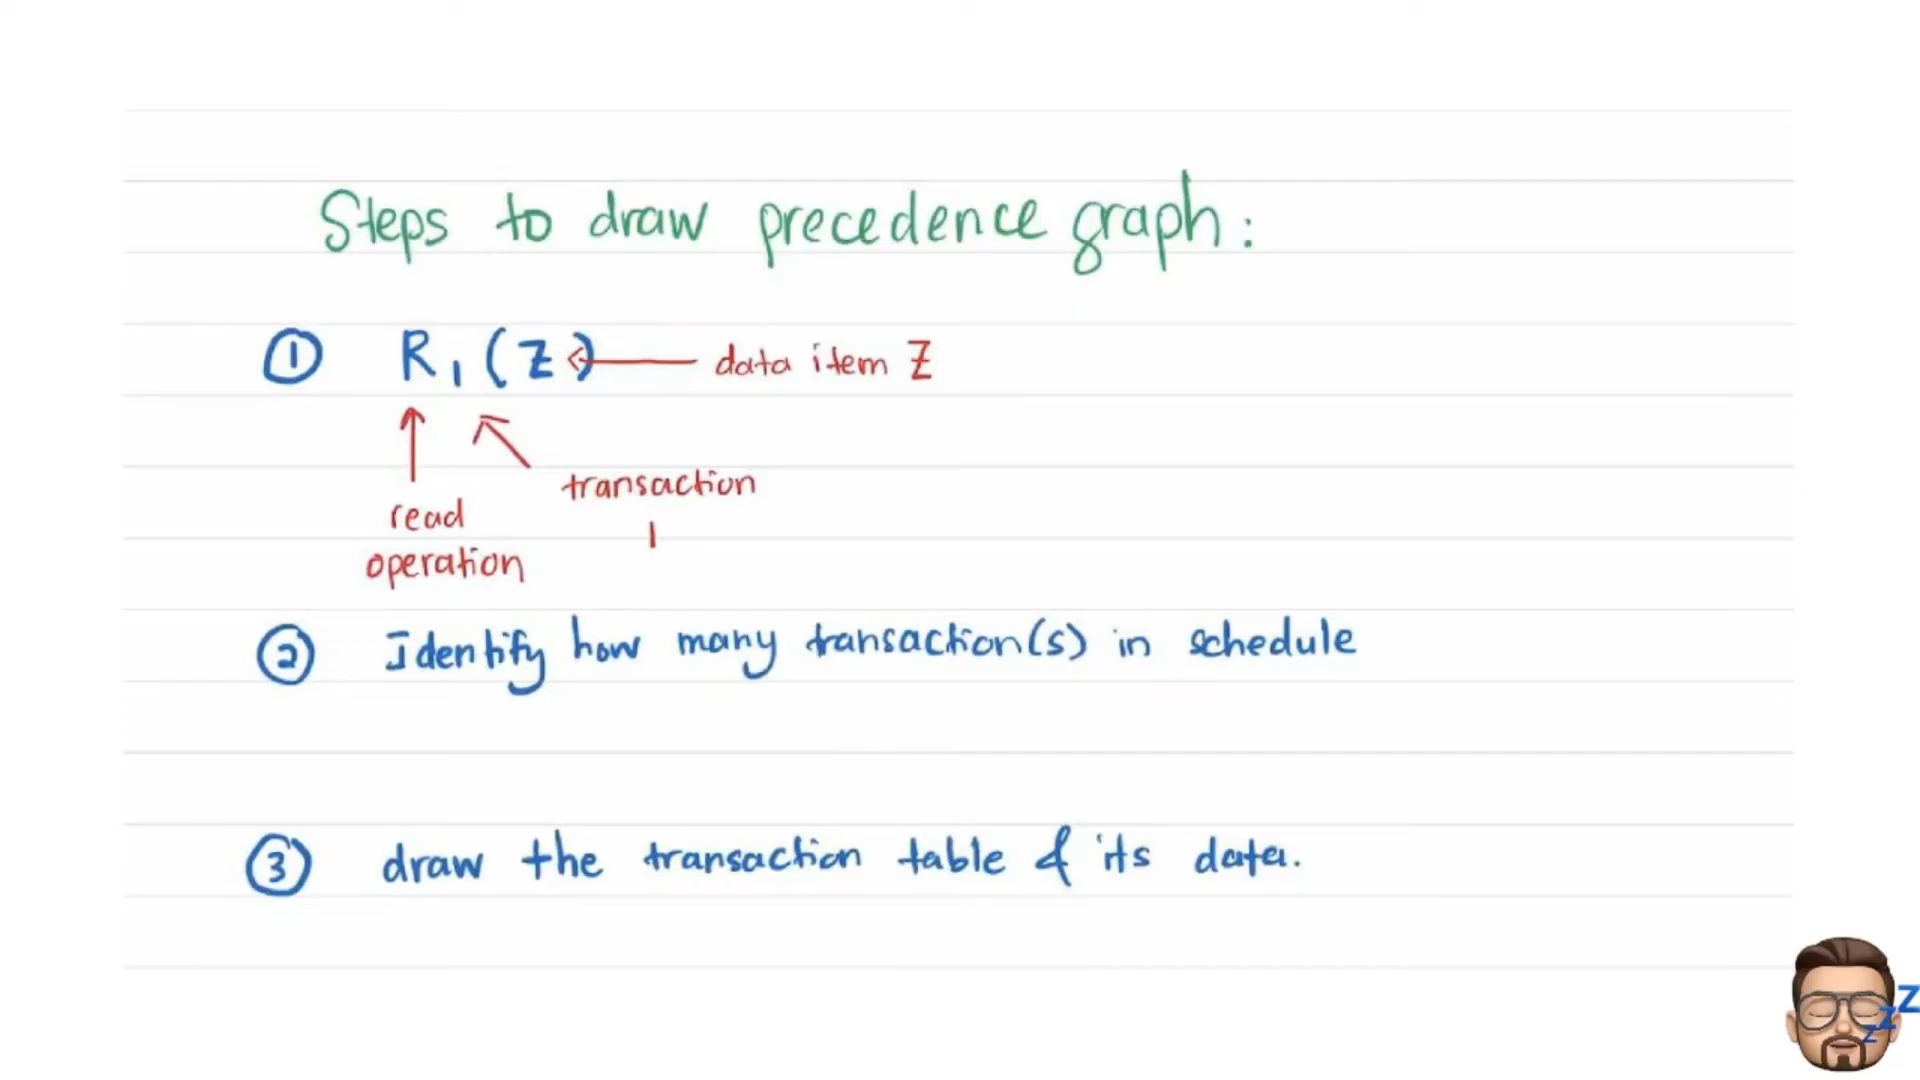 Steps to draw precedence graph:
① R1 (Z) data item Z
read operation
transaction 1
② Identify how many transaction(s) in schedule
③ draw the transaction table & its data.
z z Z